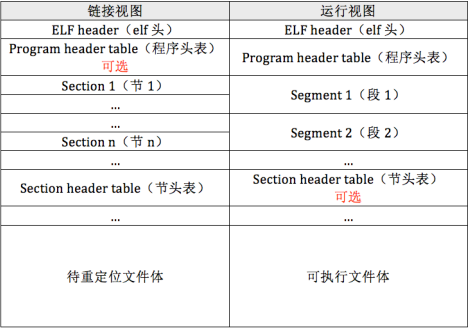 链接视图 运行视图
ELF header（elf 头） ELF header（elf 头）
Program header table（程序头表）
可选
Program header table（程序头表）
Section 1（节 1）
...
Segment 1（段 1）
...
Section n（节 n）
Segment 2（段 2）
... ...
Section header table（节头表）
Section header table（节头表）
可选
... ...
待重定位文件体 可执行文件体